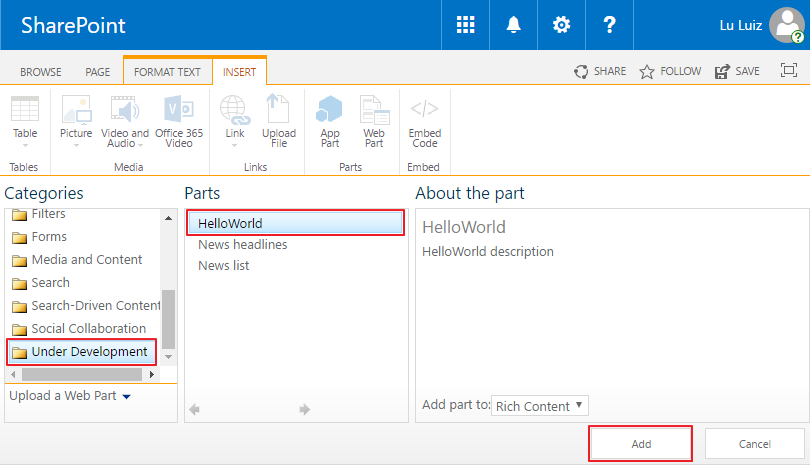 SharePoint
?
Lu Luiz
?
BROWSE PAGE FORMAT TEXT INSERT SHARE FOLLOW SAVE
Table Picture Video and Audio Office 365 Video Link Upload File App Part Web Part Embed Code
Tables Media Links Parts Embed
Categories
Filters
Forms
Media and Content
Search
Search-Driven Content
Social Collaboration
Under Development
Upload a Web Part
Parts
HelloWorld
News headlines
News list
About the part
HelloWorld
HelloWorld description
Add part to: Rich Content
Add Cancel